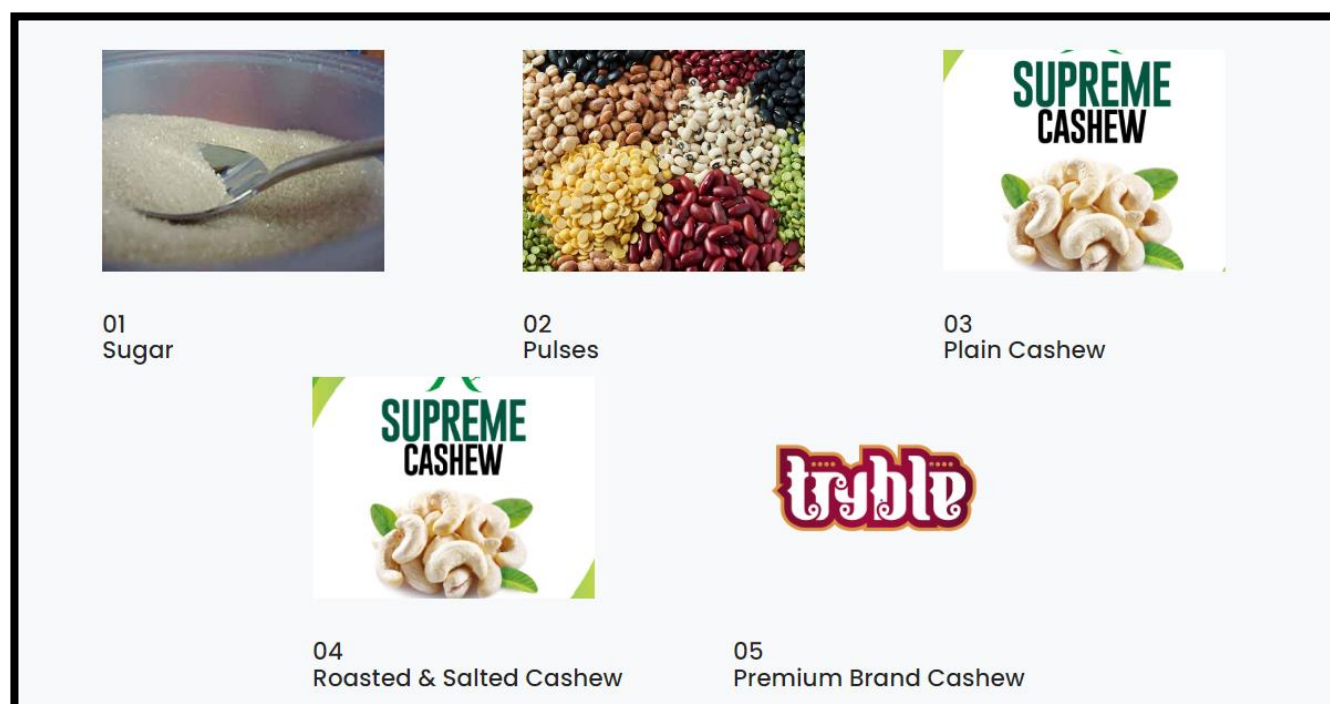 SUPREME
CASHEW
01
Sugar
02
Pulses
03
Plain Cashew
SUPREME
CASHEW
tryble
04
Roasted & Salted Cashew
05
Premium Brand Cashew